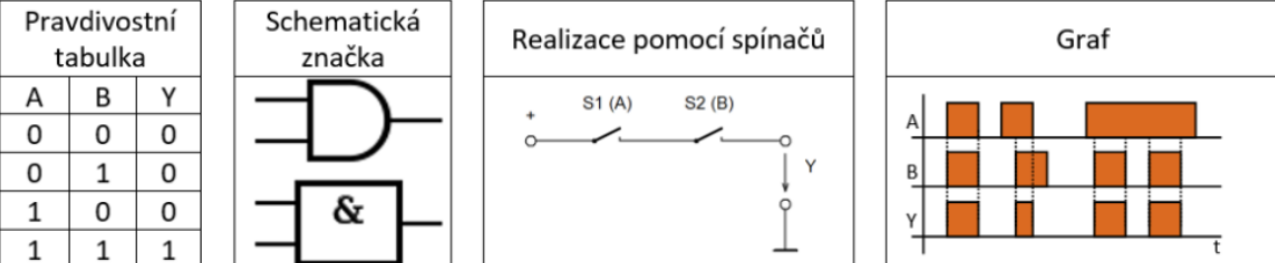 Pravdivostní
tabulka
A B Y
0 0 0
0 1 0
1 0 0
1 1 1
Schematická
značka
&
Realizace pomocí spínačů
+
S1 (A) S2 (B)
Y
Graf
A
B
Y
t